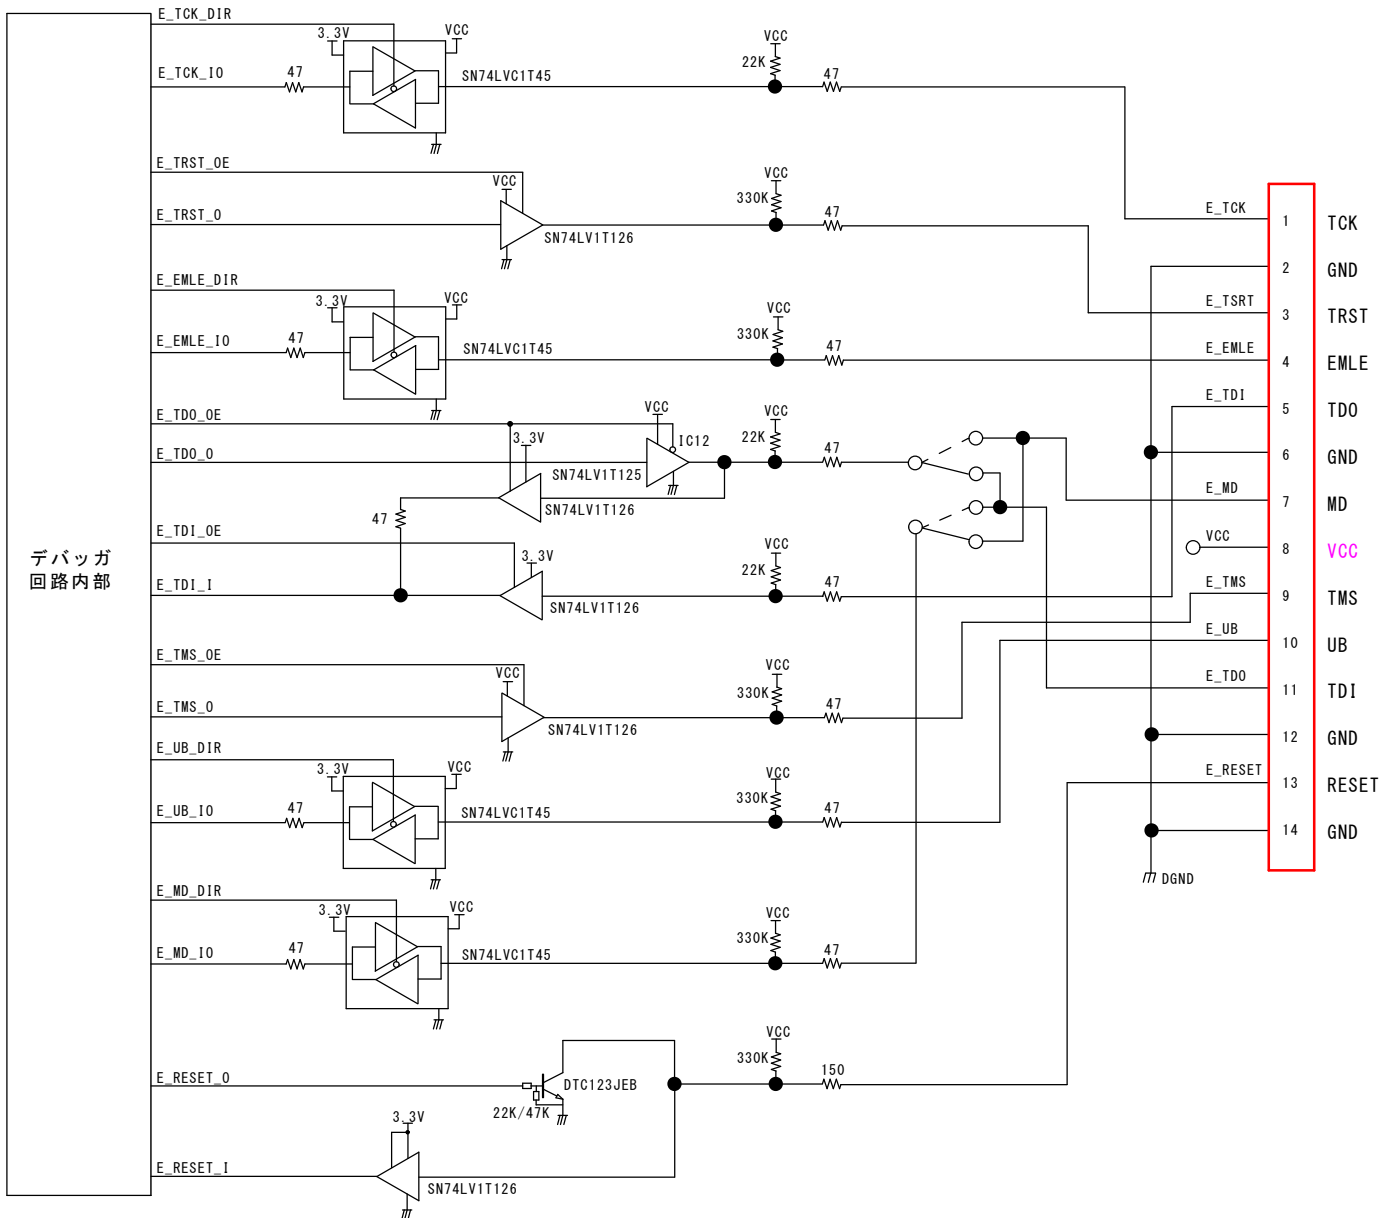 E_TCK_DIR
3.3V
VCC
E_TCK_IO
47
SN74LVC1T45
VCC
22K
47
E_TRST_OE
VCC
E_TRST_O
SN74LV1T126
VCC
330K
47
E_EMLE_DIR
3.3V
VCC
E_EMLE_IO
47
SN74LVC1T45
VCC
330K
47
E_TDO_OE
VCC
3.3V
IC12
E_TDO_O
SN74LV1T125
SN74LV1T126
VCC
22K
47
47
E_TDI_OE
3.3V
E_TDI_I
SN74LV1T126
VCC
22K
47
デバッガ
回路内部
E_TMS_OE
VCC
E_TMS_O
SN74LV1T126
VCC
330K
47
E_UB_DIR
3.3V
VCC
E_UB_IO
47
SN74LVC1T45
VCC
330K
47
E_MD_DIR
3.3V
VCC
E_MD_IO
47
SN74LVC1T45
VCC
330K
47
E_RESET_O
DTC123JEB
22K/47K
VCC
330K
150
3.3V
E_RESET_I
SN74LV1T126
E_TCK 1 TCK
2 GND
E_TSRT 3 TRST
E_EMLE 4 EMLE
E_TDI 5 TDO
6 GND
E_MD 7 MD
VCC 8 VCC
E_TMS 9 TMS
E_UB 10 UB
E_TDO 11 TDI
12 GND
E_RESET 13 RESET
14 GND
DGND